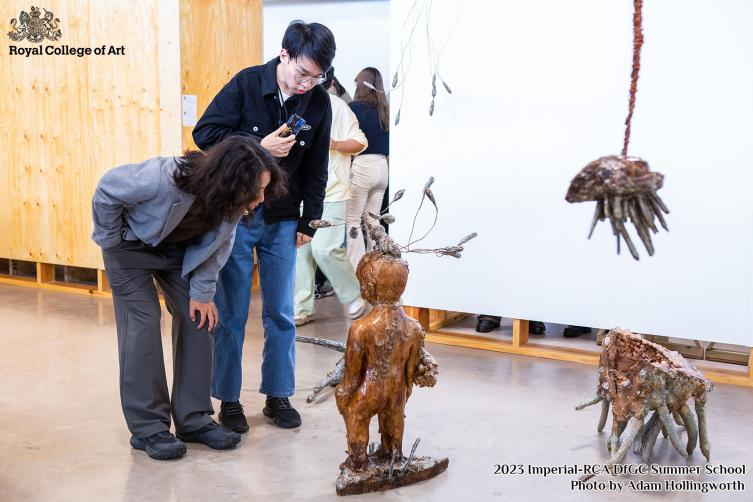 Royal College of Art
2023 Imperial-RCA DfGC Summer School
Photo by Adam Hollingworth